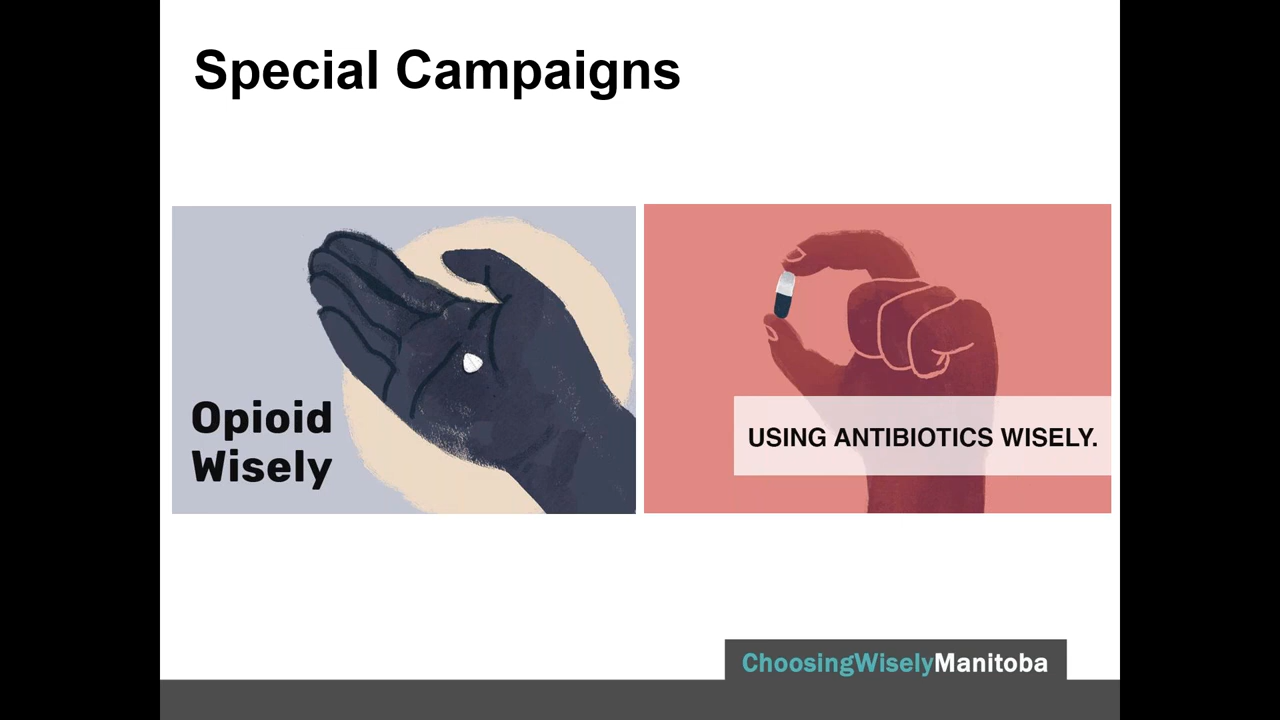 Special Campaigns
Opioid
Wisely
USING ANTIBIOTICS WISELY.
ChoosingWiselyManitoba